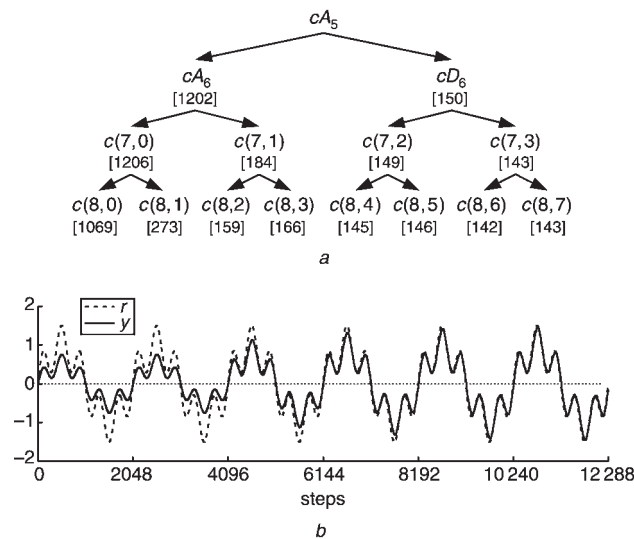 cA5
cA6 cD6
[1202] [150]
c(7,0) c(7,1) c(7,2) c(7,3)
[1206] [184] [149] [143]
c(8,0) c(8,1) c(8,2) c(8,3) c(8,4) c(8,5) c(8,6) c(8,7)
[1069] [273] [159] [166] [145] [146] [142] [143]
a
2
r
y
1
0
−1
−2
0 2048 4096 6144 8192 10 240 12 288
steps
b